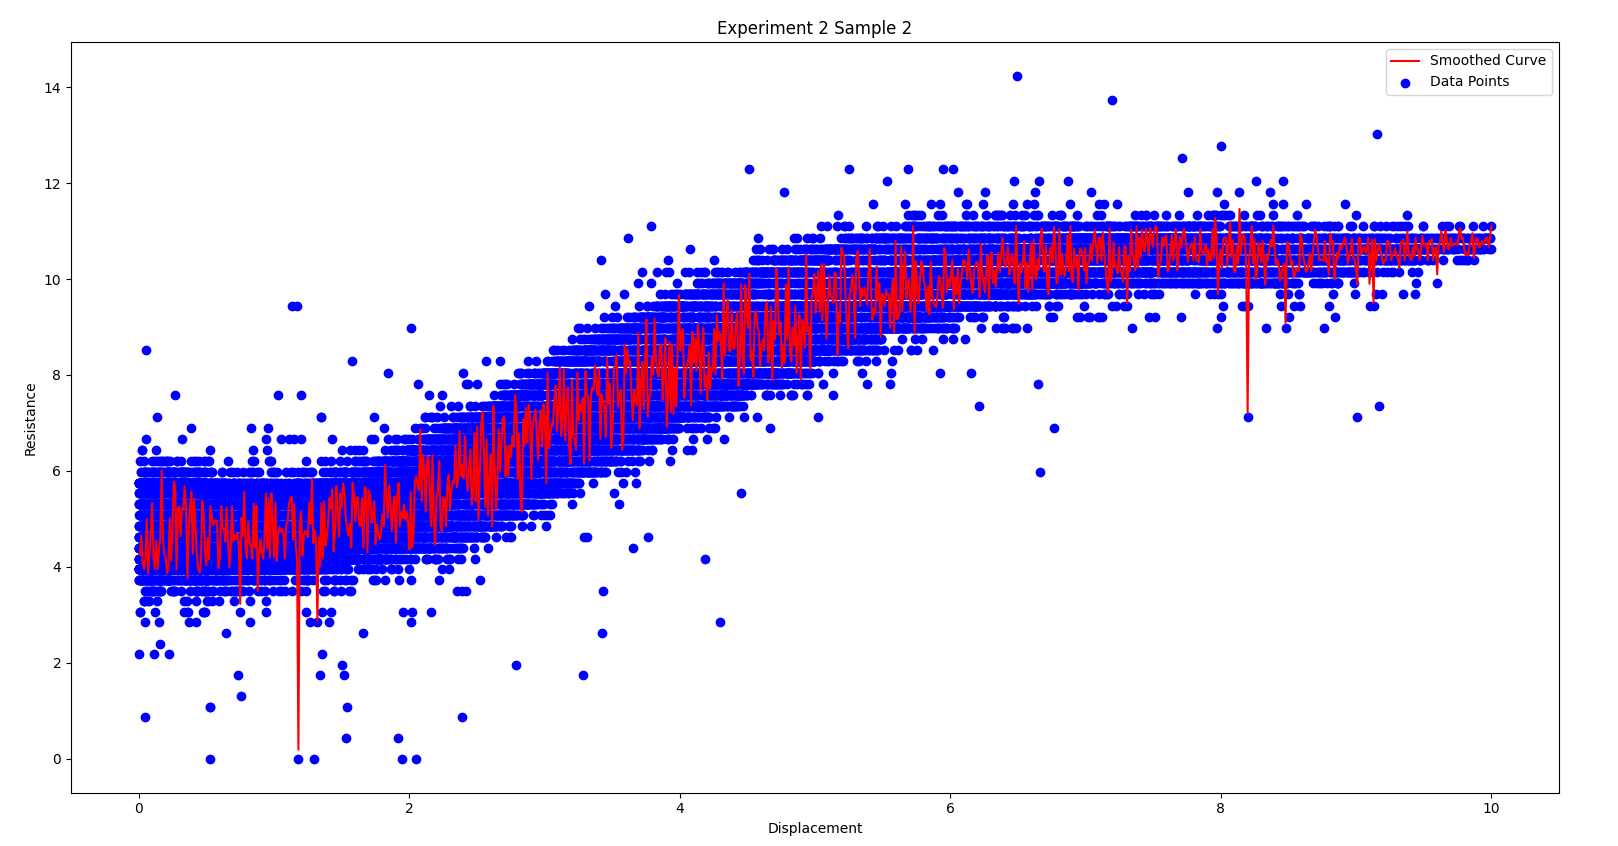 Experiment 2 Sample 2
Smoothed Curve
Data Points
Resistance
14
12
10
8
6
4
2
0
0 2 4 6 8 10
Displacement